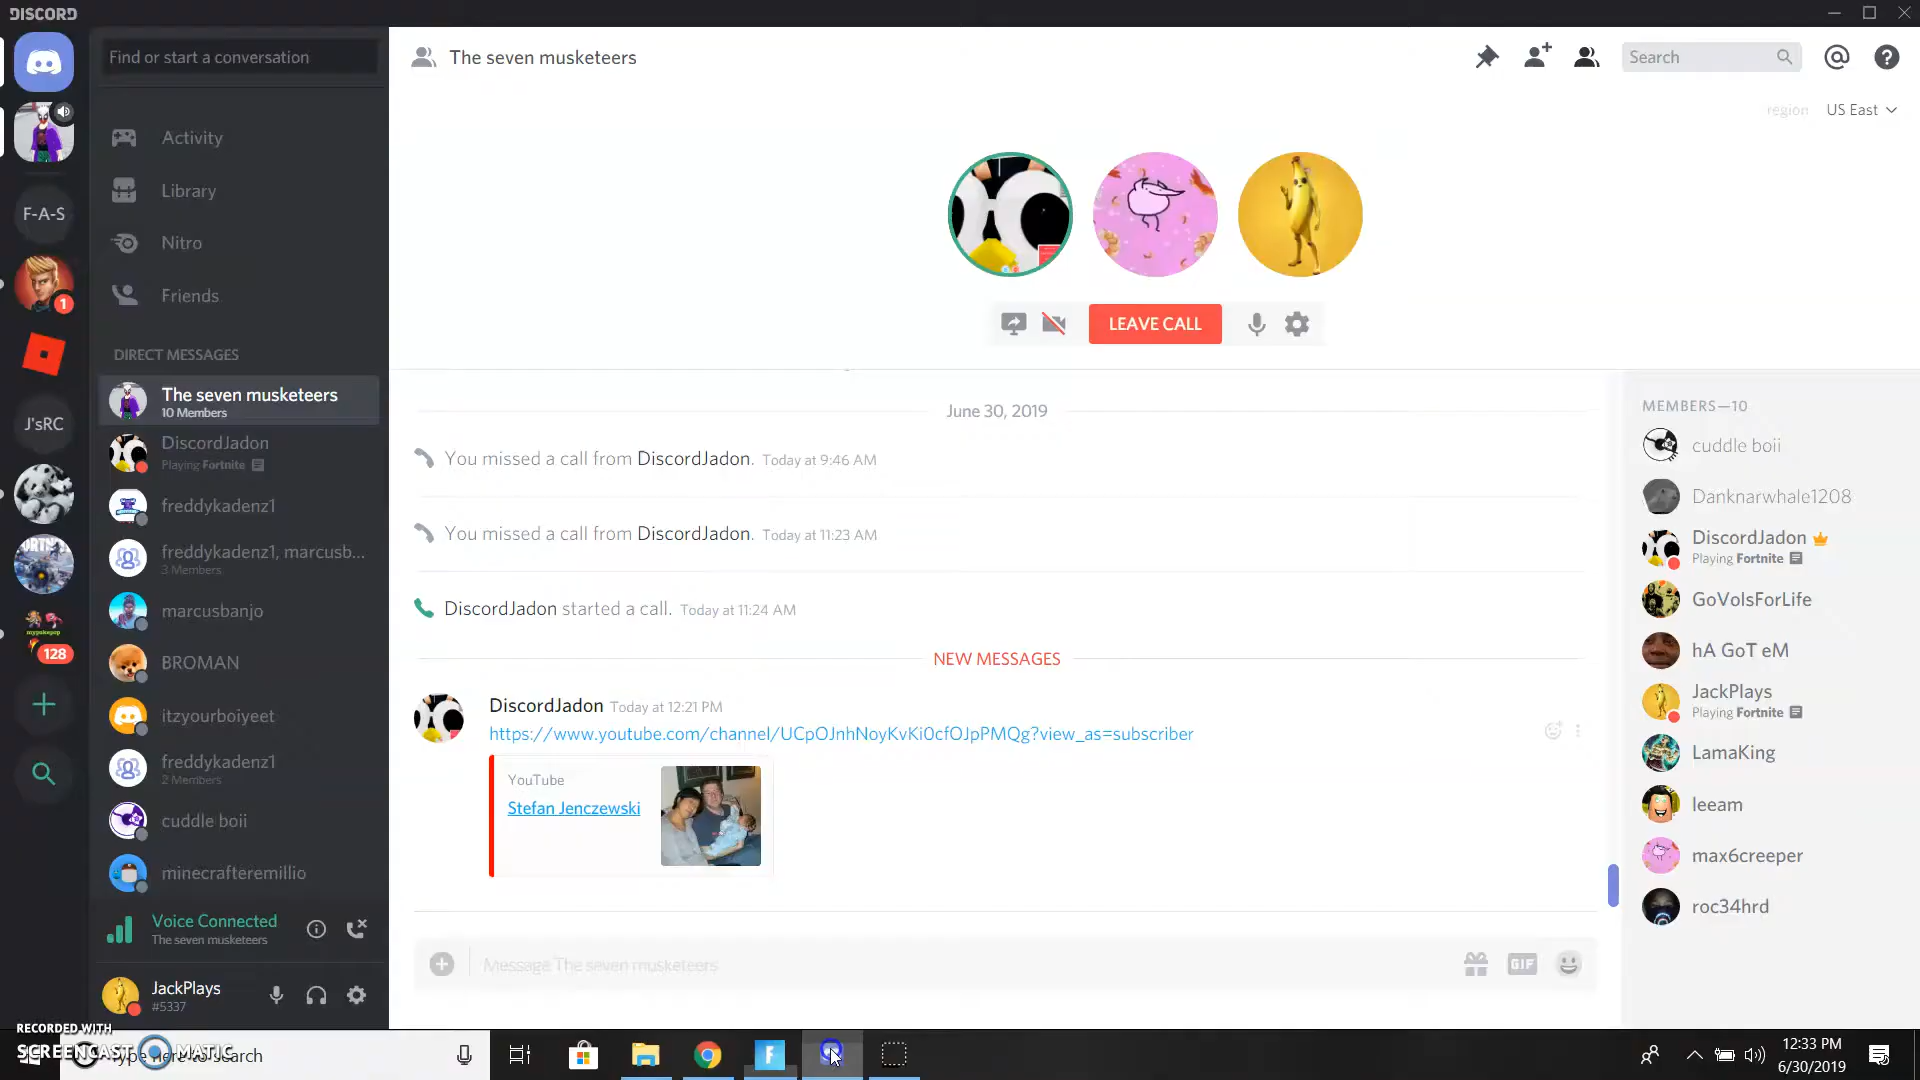 DISCORD
Find or start a conversation
The seven musketeers
Search
region US East
F-A-S
Activity
Library
Nitro
Friends
1
LEAVE CALL
DIRECT MESSAGES
The seven musketeers
10 Members
J'sRC
DiscordJadon
Playing Fortnite
freddykadenz1
freddykadenz1, marcusb...
3 Members
marcusbanjo
128
BROMAN
itzyourboiyeet
freddykadenz1
2 Members
cuddle boii
minecrafteremillio
June 30, 2019
You missed a call from DiscordJadon. Today at 9:46 AM
You missed a call from DiscordJadon. Today at 11:23 AM
DiscordJadon started a call. Today at 11:24 AM
NEW MESSAGES
DiscordJadon Today at 12:21 PM
https://www.youtube.com/channel/UCpOJnhNoyKvKi0cfOJpPMQg?view_as=subscriber
YouTube
Stefan Jenczewski
MEMBERS—10
cuddle boii
Danknarwhale1208
DiscordJadon
Playing Fortnite
GoVolsForLife
hA GoT eM
JackPlays
Playing Fortnite
LamaKing
leeam
max6creeper
roc34hrd
Voice Connected
The seven musketeers
Message The seven musketeers
GIF
JackPlays
#5337
RECORDED WITH
SCREENCAST MATIC
Type here to search
F
12:33 PM
6/30/2019